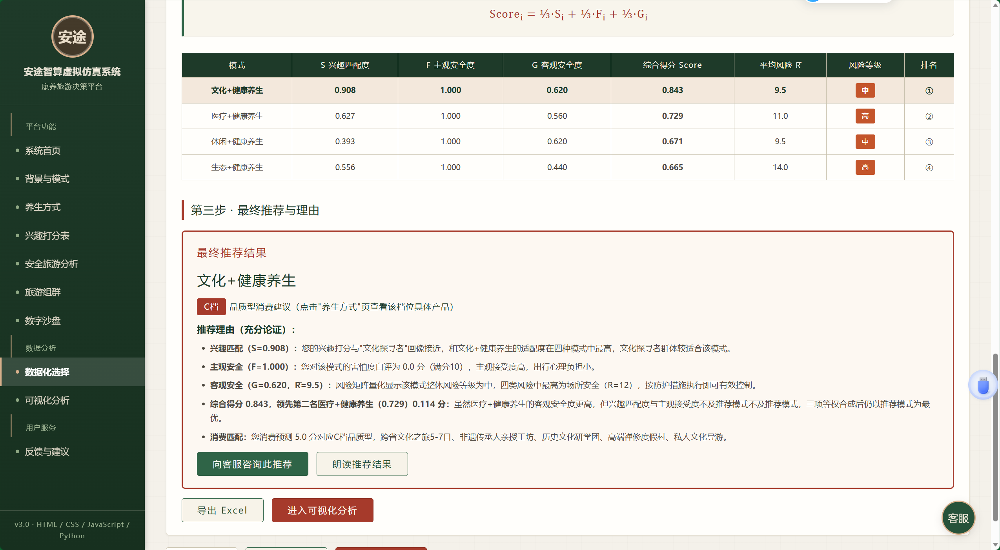 安途
安途智算虚拟仿真系统
康养旅游决策平台
平台功能
系统首页
背景与模式
养生方式
兴趣打分表
安全旅游分析
旅游组群
数字沙盘
数据分析
数据化选择
可视化分析
用户服务
反馈与建议
v3.0 · HTML / CSS / JavaScript /
Python
Scoreᵢ = ⅓·Sᵢ + ⅓·Fᵢ + ⅓·Gᵢ
模式 S 兴趣匹配度 F 主观安全度 G 客观安全度 综合得分 Score 平均风险 R̄ 风险等级 排名
文化+健康养生 0.908 1.000 0.620 0.843 9.5 中 ①
医疗+健康养生 0.627 1.000 0.560 0.729 11.0 高 ②
休闲+健康养生 0.393 1.000 0.620 0.671 9.5 中 ③
生态+健康养生 0.556 1.000 0.440 0.665 14.0 高 ④
第三步 · 最终推荐与理由
最终推荐结果
文化+健康养生
C档 品质型消费建议（点击"养生方式"页查看该档位具体产品）
推荐理由（充分论证）：
• 兴趣匹配（S=0.908）：您的兴趣打分与"文化探寻者"画像接近，和文化+健康养生的适配度在四种模式中最高，文化探寻者群体较适合该模式。
• 主观安全（F=1.000）：您对该模式的害怕度自评为 0.0 分（满分10），主观接受度高，出行心理负担小。
• 客观安全（G=0.620，R̄=9.5）：风险矩阵量化显示该模式整体风险等级为中，四类风险中最高为场所安全（R=12），按防护措施执行即可有效控制。
• 综合得分 0.843，领先第二名医疗+健康养生（0.729）0.114 分：虽然医疗+健康养生的客观安全度更高，但兴趣匹配度与主观接受度不及推荐模式不及推荐模式，三项等权合成后仍以推荐模式为最
优。
• 消费匹配：您消费预测 5.0 分对应C档品质型，跨省文化之旅5-7日、非遗传承人亲授工坊、历史文化研学团、高端禅修度假村、私人文化导游。
向客服咨询此推荐 朗读推荐结果
导出 Excel 进入可视化分析
客服